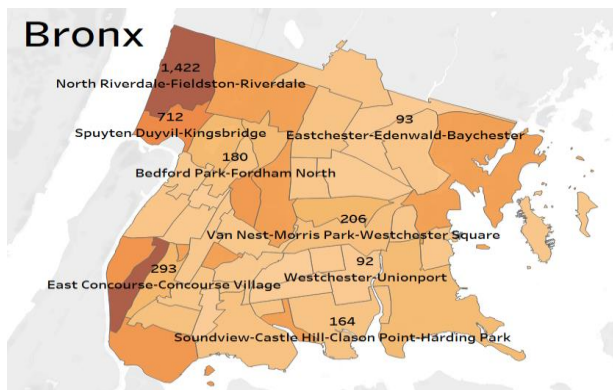 Bronx
1,422
North Riverdale-Fieldston-Riverdale
712
Spuyten Duyvil-Kingsbridge
93
Eastchester-Edenwald-Baychester
180
Bedford Park-Fordham North
206
Van Nest-Morris Park-Westchester Square
293
East Concourse-Concourse Village
92
Westchester-Unionport
164
Soundview-Castle Hill-Clason Point-Harding Park